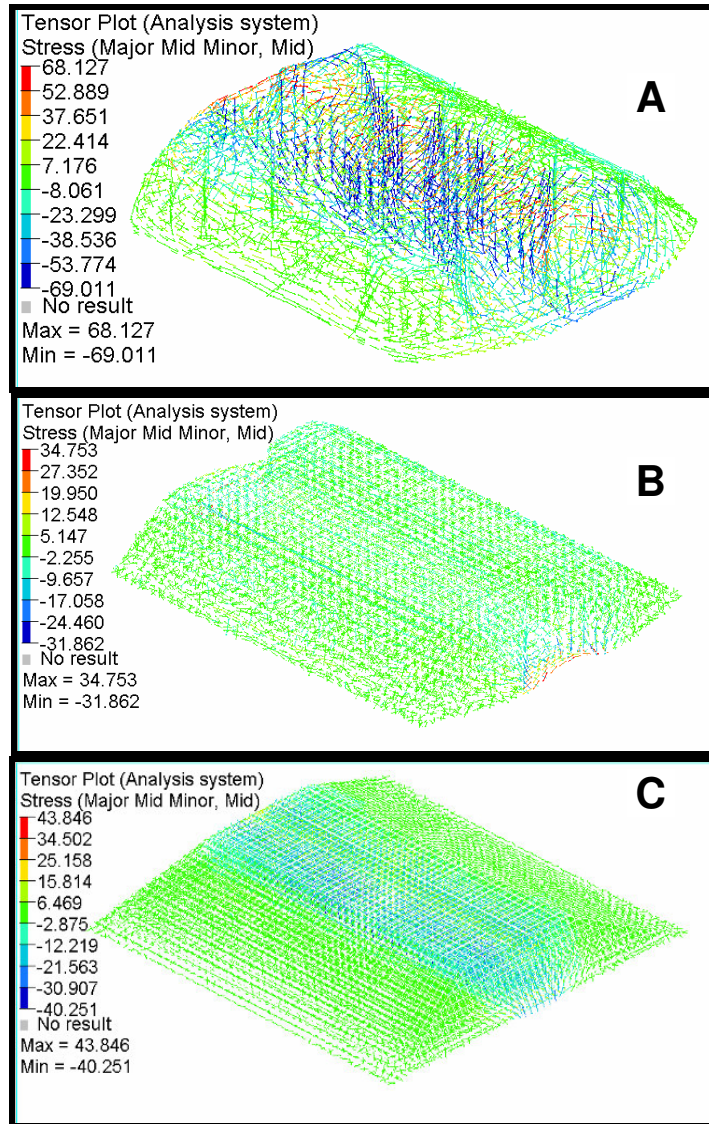 Tensor Plot (Analysis system)
Stress (Major Mid Minor, Mid)
68.127
52.889
37.651
22.414
7.176
-8.061
-23.299
-38.536
-53.774
-69.011
No result
Max = 68.127
Min = -69.011
A
Tensor Plot (Analysis system)
Stress (Major Mid Minor, Mid)
34.753
27.352
19.950
12.548
5.147
-2.255
-9.657
-17.058
-24.460
-31.862
No result
Max = 34.753
Min = -31.862
B
Tensor Plot (Analysis system)
Stress (Major Mid Minor, Mid)
43.846
34.502
25.158
15.814
6.469
-2.875
-12.219
-21.563
-30.907
-40.251
No result
Max = 43.846
Min = -40.251
C